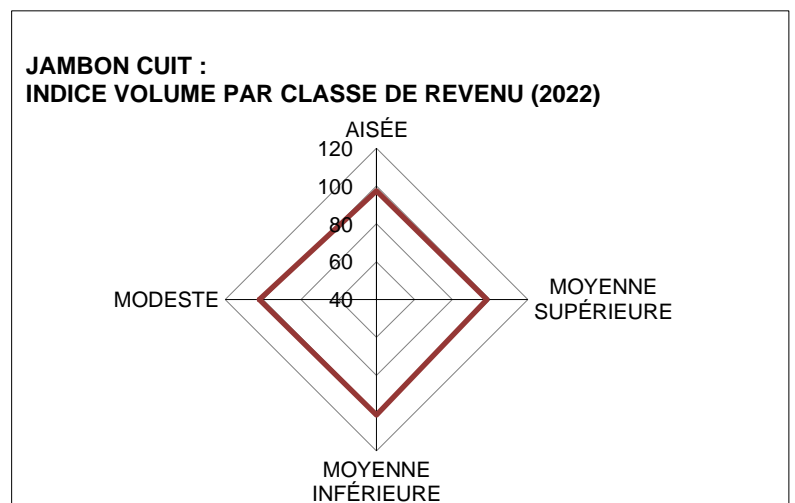 JAMBON CUIT :
INDICE VOLUME PAR CLASSE DE REVENU (2022)
AISÉE
120
100
80
60
MODESTE
40
MOYENNE
SUPÉRIEURE
MOYENNE
INFÉRIEURE